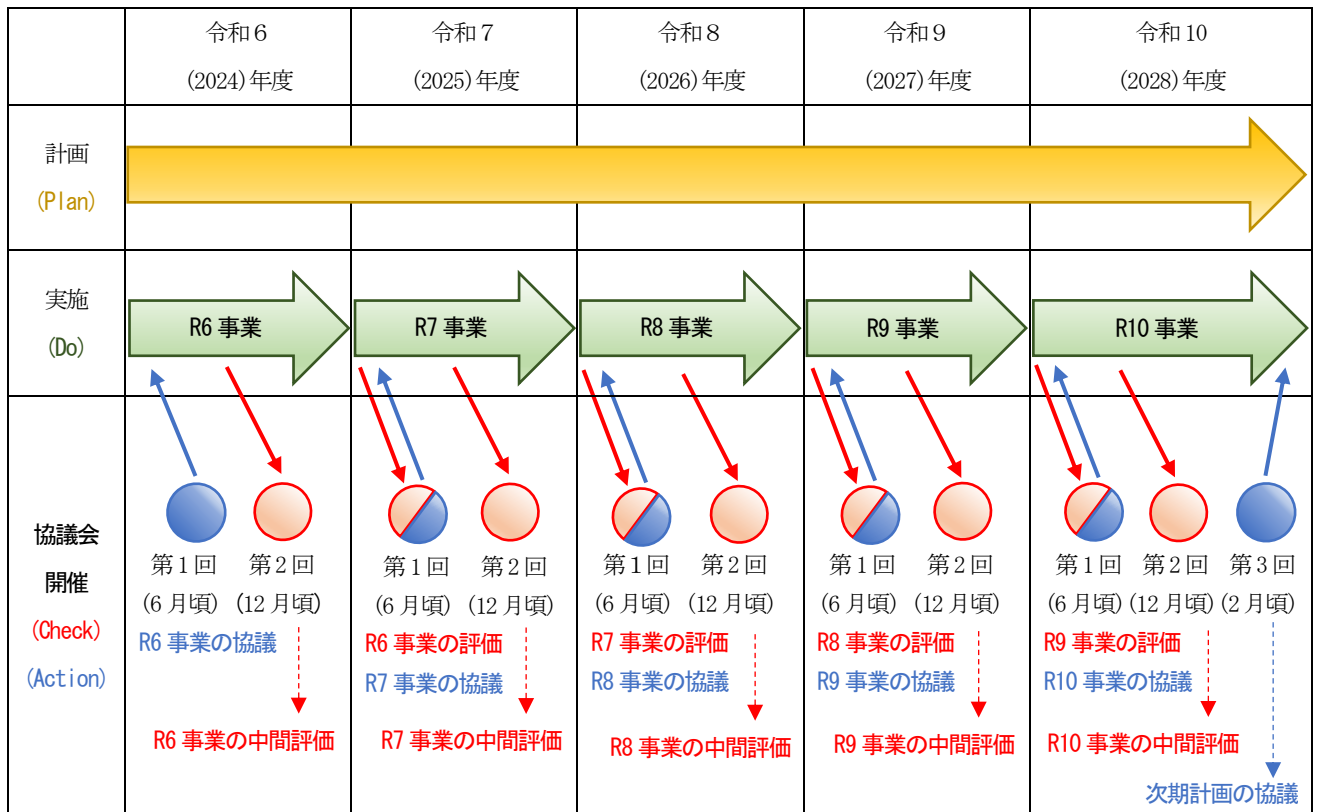 令和６
(2024)年度
令和７
(2025)年度
令和８
(2026)年度
令和９
(2027)年度
令和10
(2028)年度
計画
(Plan)
実施
(Do)
R6 事業
R7 事業
R8 事業
R9 事業
R10 事業
協議会
開催
(Check)
(Action)
第１回
(6 月頃)
第２回
(12 月頃)
R6 事業の協議
R6 事業の中間評価
第１回
(6 月頃)
第２回
(12 月頃)
R6 事業の評価
R7 事業の協議
R7 事業の中間評価
第１回
(6 月頃)
第２回
(12 月頃)
R7 事業の評価
R8 事業の協議
R8 事業の中間評価
第１回
(6 月頃)
第２回
(12 月頃)
R8 事業の評価
R9 事業の協議
R9 事業の中間評価
第１回
(6 月頃)
第２回
(12 月頃)
第３回
(2 月頃)
R9 事業の評価
R10 事業の協議
R10 事業の中間評価
次期計画の協議